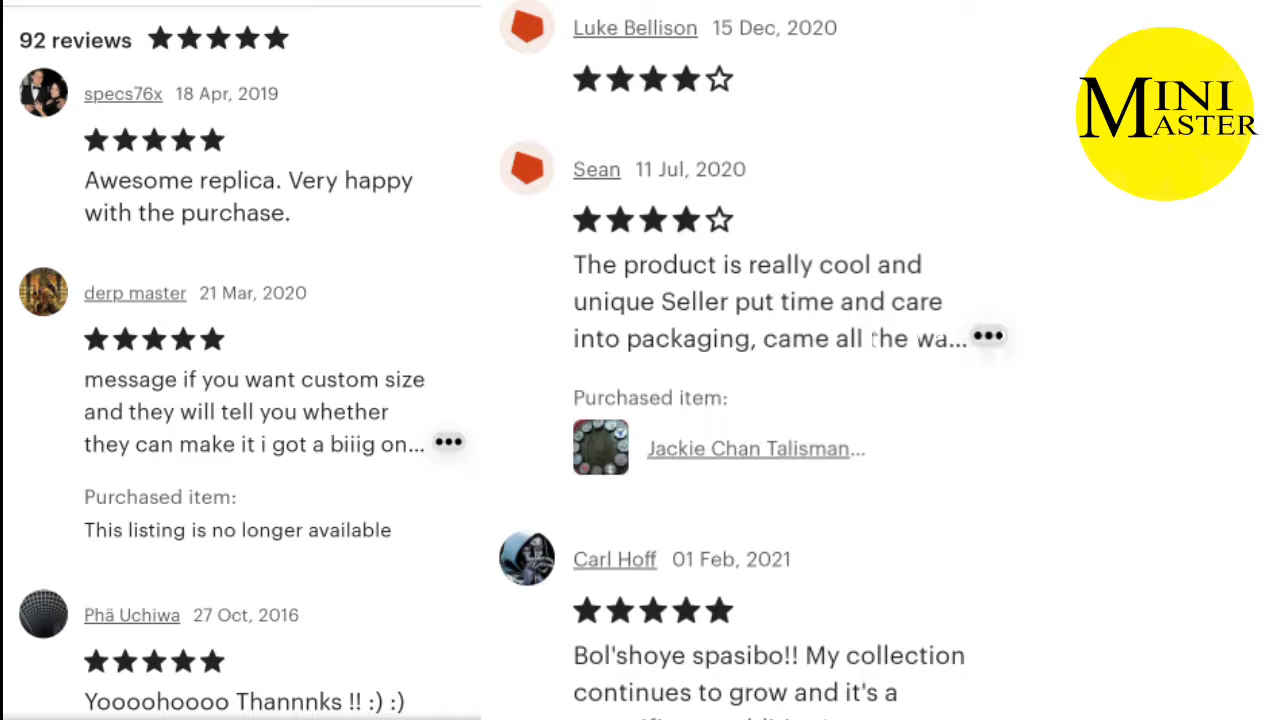 92 reviews
specs76x 18 Apr, 2019
Awesome replica. Very happy
with the purchase.
derp master 21 Mar, 2020
message if you want custom size
and they will tell you whether
they can make it i got a biiig on...
Purchased item:
This listing is no longer available
Phä Uchiwa 27 Oct, 2016
Yoooohoooo Thannnks !! :) :)
Luke Bellison 15 Dec, 2020
Sean 11 Jul, 2020
The product is really cool and
unique Seller put time and care
into packaging, came all the wa...
Purchased item:
Jackie Chan Talisman...
Carl Hoff 01 Feb, 2021
Bol'shoye spasibo!! My collection
continues to grow and it's a
MINI
MASTER